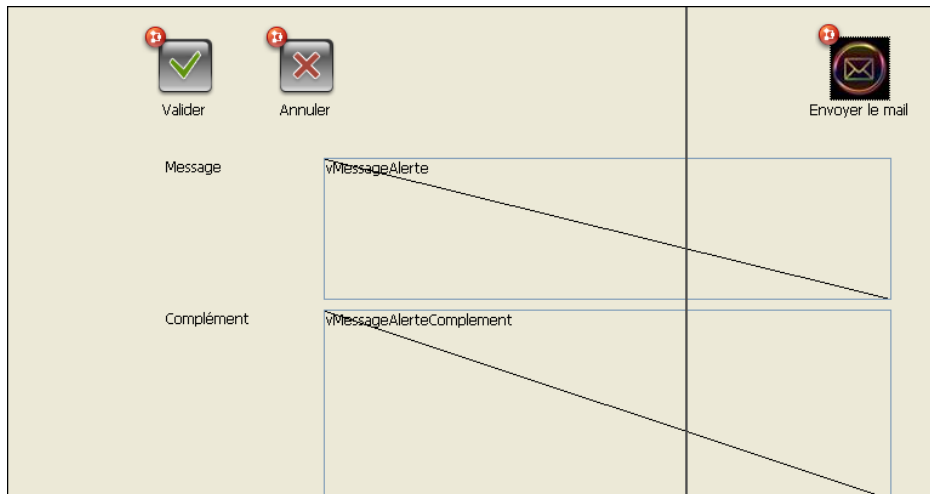 Valider
Annuler
Envoyer le mail
Message
vMessageAlerte
Complément
vMessageAlerteComplement